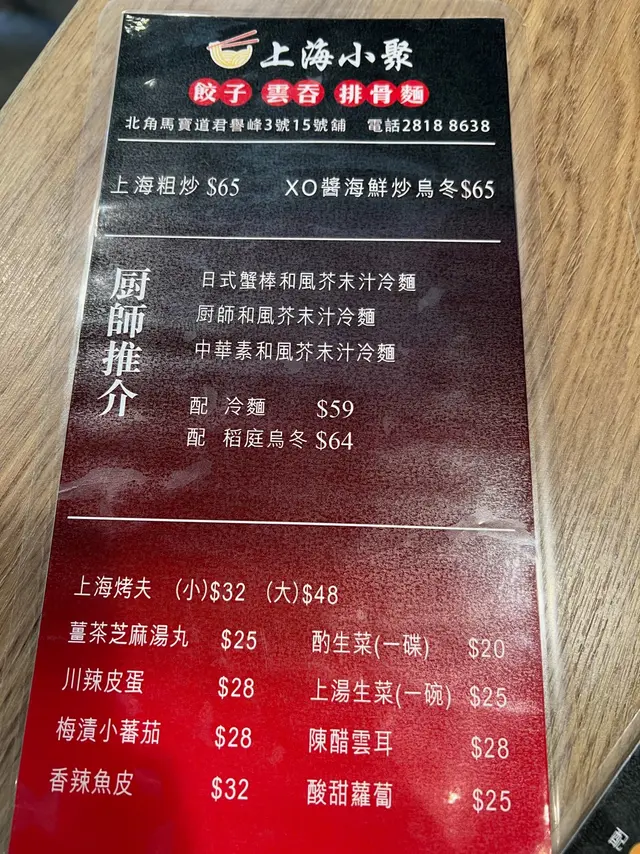 上海小聚
餃子 雲吞 排骨麵
北角馬寶道君譽峰3號15號舖 電話2818 8638
上海粗炒 $65 XO醬海鮮炒烏冬$65
厨師推介
日式蟹棒和風芥末汁冷麵
厨師和風芥末汁冷麵
中華素和風芥末汁冷麵
配 冷麵 $59
配 稻庭烏冬 $64
上海烤夫 (小)$32 (大)$48
薑茶芝麻湯丸 $25 酌生菜(一碟) $20
川辣皮蛋 $28 上湯生菜(一碗) $25
梅漬小蕃茄 $28 陳醋雲耳 $28
香辣魚皮 $32 酸甜蘿蔔 $25